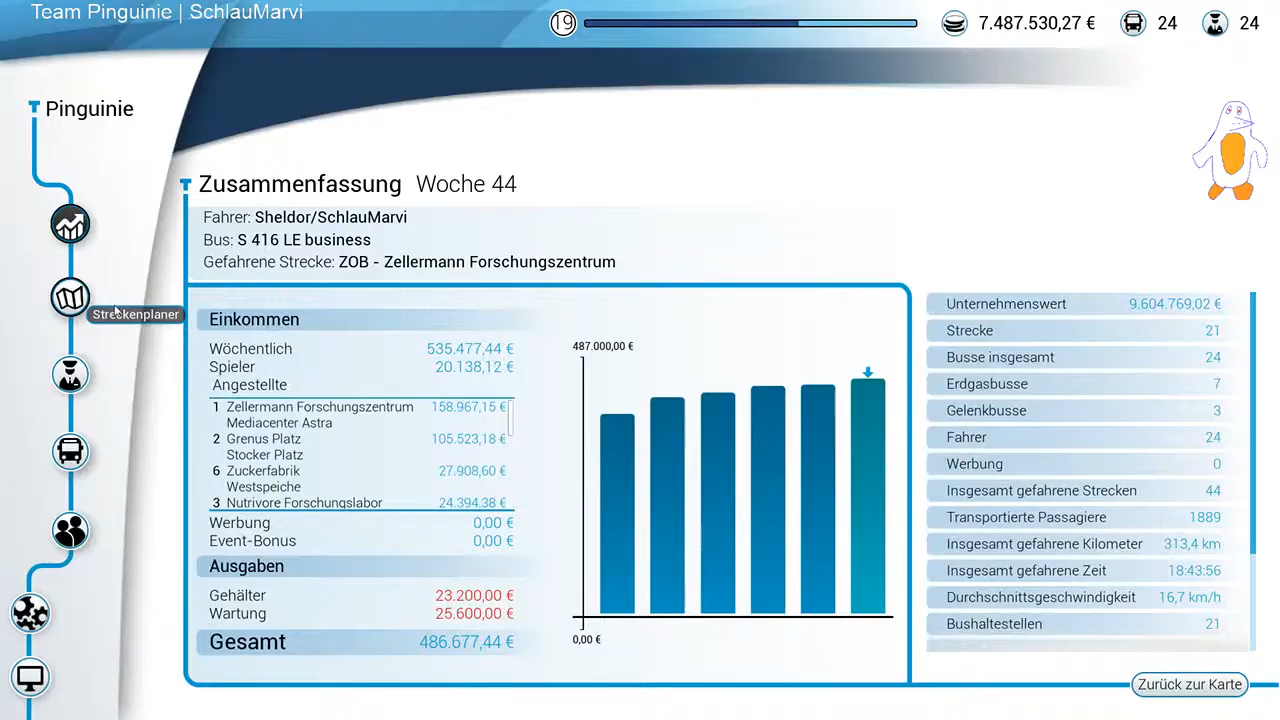 Team Pinguinie | SchlauMarvi
19
7.487.530,27 €
24
24
Pinguinie
Streckenplaner
Zusammenfassung Woche 44
Fahrer: Sheldor/SchlauMarvi
Bus: S 416 LE business
Gefahrene Strecke: ZOB - Zellermann Forschungszentrum
Einkommen
Wöchentlich 535.477,44 €
Spieler 20.138,12 €
Angestellte
1 Zellermann Forschungszentrum 158.967,15 €
Mediacenter Astra
2 Grenus Platz 105.523,18 €
Stocker Platz
6 Zuckerfabrik 27.908,60 €
Westspeiche
3 Nutrivore Forschungslabor 24.394,38 €
Werbung 0,00 €
Event-Bonus 0,00 €
Ausgaben
Gehälter 23.200,00 €
Wartung 25.600,00 €
Gesamt 486.677,44 €
487.000,00 €
0,00 €
Unternehmenswert 9.604.769,02 €
Strecke 21
Busse insgesamt 24
Erdgasbusse 7
Gelenkbusse 3
Fahrer 24
Werbung 0
Insgesamt gefahrene Strecken 44
Transportierte Passagiere 1889
Insgesamt gefahrene Kilometer 313,4 km
Insgesamt gefahrene Zeit 18:43:56
Durchschnittsgeschwindigkeit 16,7 km/h
Bushaltestellen 21
Zurück zur Karte